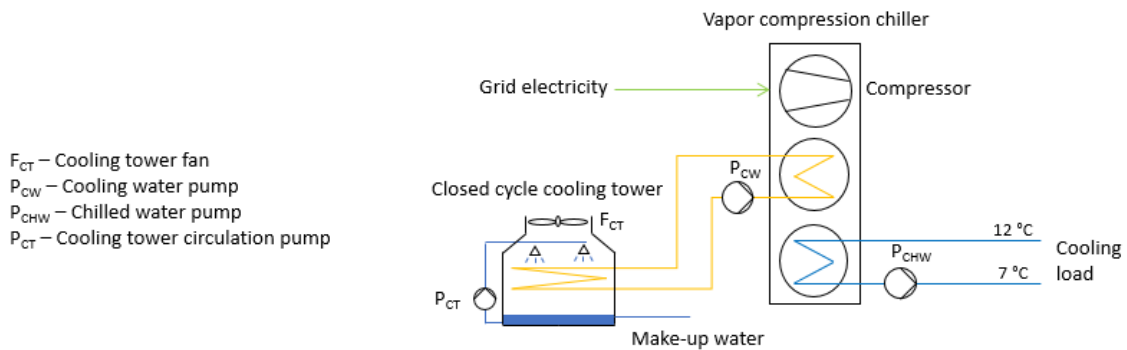 Vapor compression chiller
Grid electricity
Compressor
F_CT – Cooling tower fan
P_CW – Cooling water pump
P_CHW – Chilled water pump
P_CT – Cooling tower circulation pump
Closed cycle cooling tower
P_CW
F_CT
12 °C
Cooling
load
P_CHW
7 °C
P_CT
Make-up water